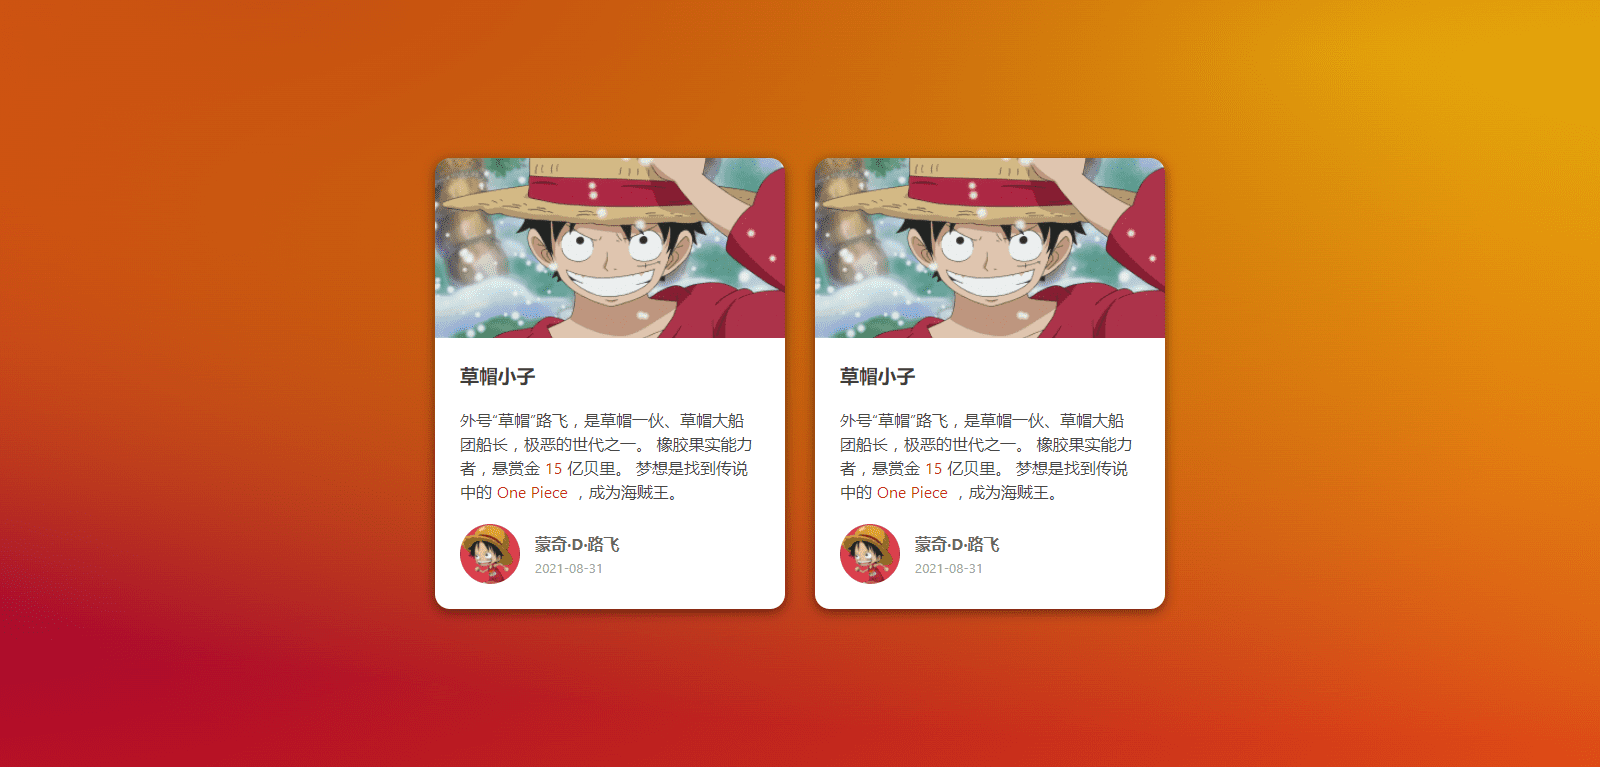 草帽小子
外号“草帽”路飞，是草帽一伙、草帽大船
团船长，极恶的世代之一。 橡胶果实能力
者，悬赏金 15 亿贝里。 梦想是找到传说
中的 One Piece ，成为海贼王。
蒙奇·D·路飞
2021-08-31
草帽小子
外号“草帽”路飞，是草帽一伙、草帽大船
团船长，极恶的世代之一。 橡胶果实能力
者，悬赏金 15 亿贝里。 梦想是找到传说
中的 One Piece ，成为海贼王。
蒙奇·D·路飞
2021-08-31